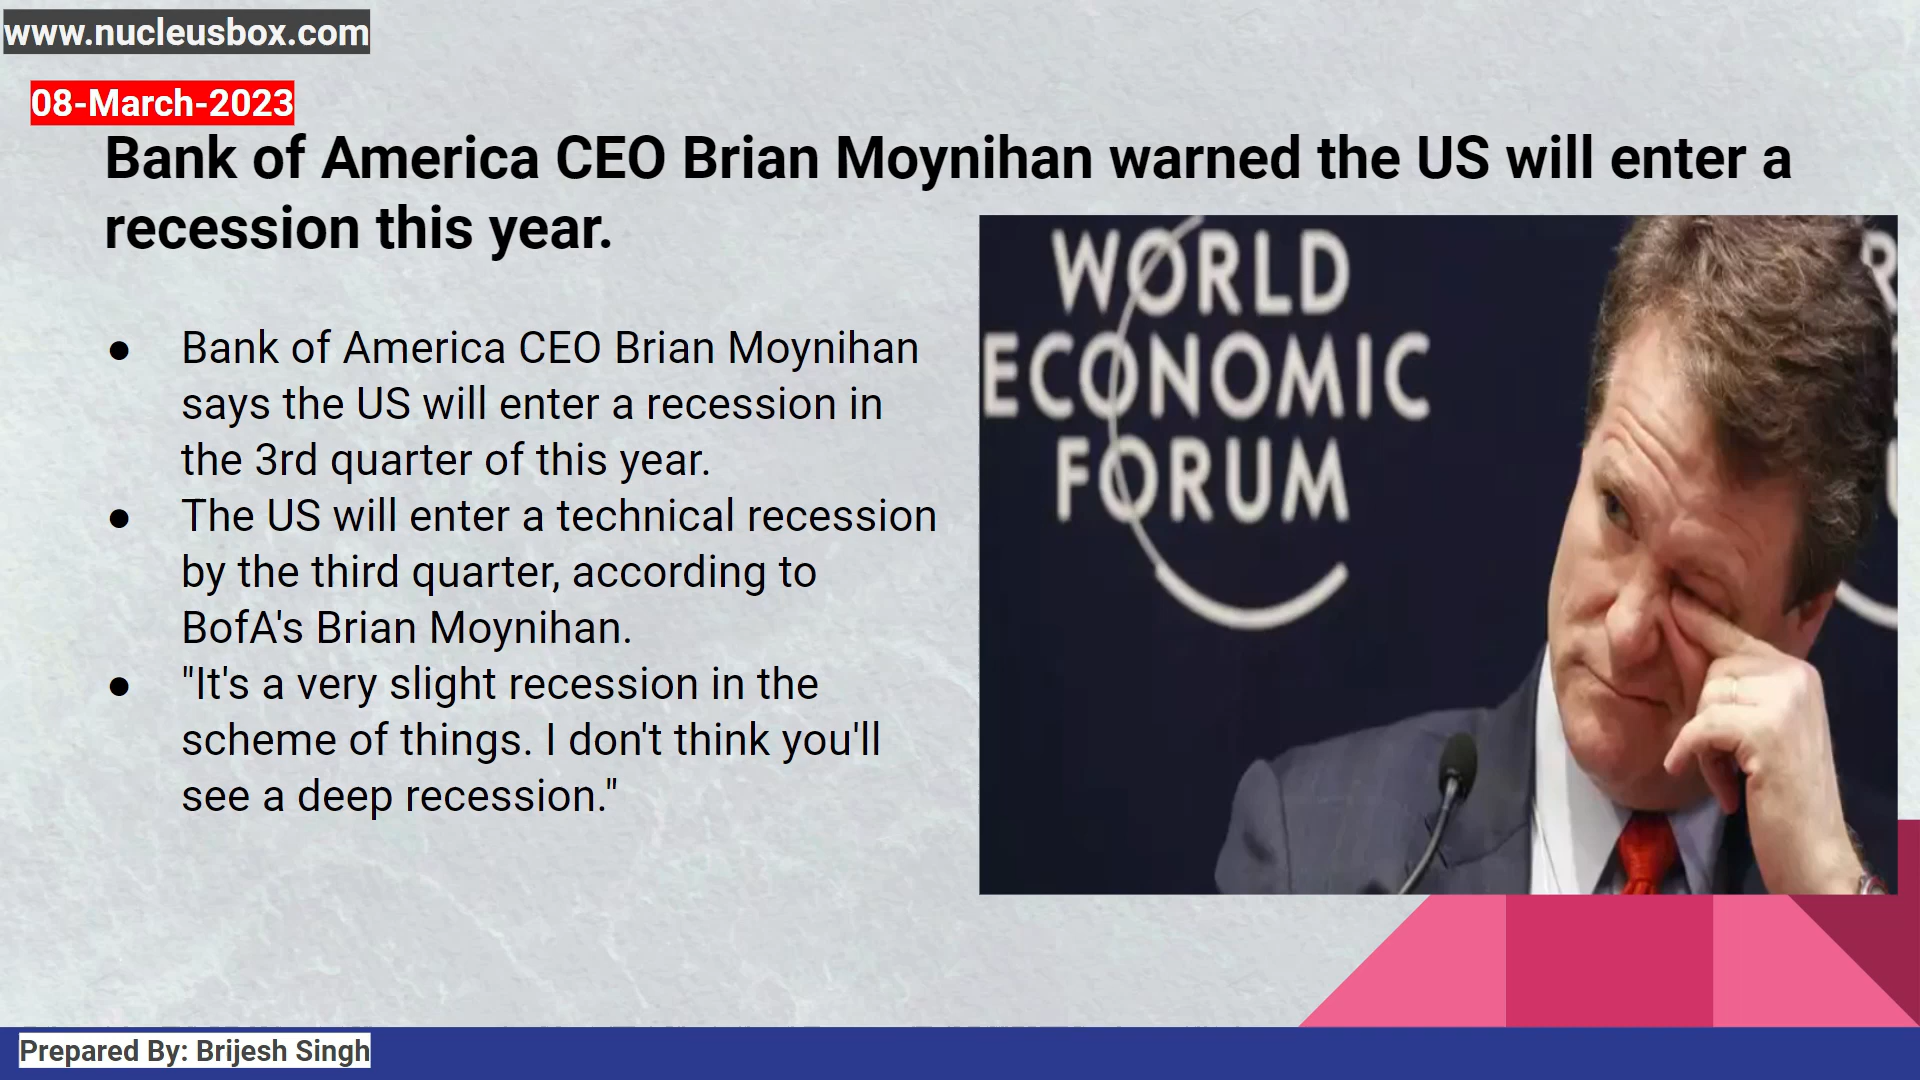 www.nucleusbox.com
08-March-2023
Bank of America CEO Brian Moynihan warned the US will enter a
recession this year.
● Bank of America CEO Brian Moynihan
says the US will enter a recession in
the 3rd quarter of this year.
● The US will enter a technical recession
by the third quarter, according to
BofA's Brian Moynihan.
● "It's a very slight recession in the
scheme of things. I don't think you'll
see a deep recession."
WORLD
ECONOMIC
FORUM
Prepared By: Brijesh Singh